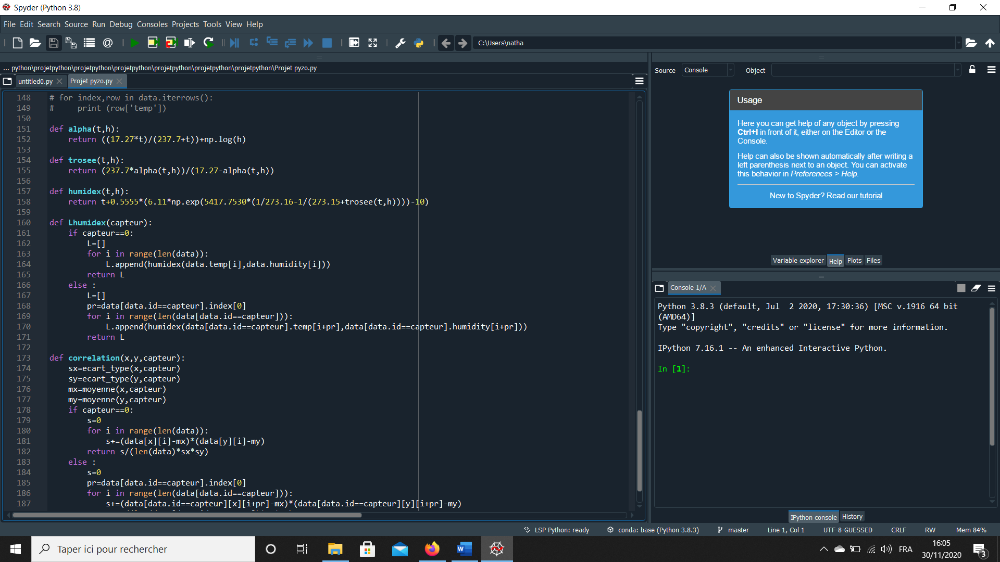 Spyder (Python 3.8)
File Edit Search Source Run Debug Consoles Projects Tools View Help
C:\Users\natha
... python\projetpython\projetpython\projetpython\projetpython\projetpython\projetpython\Projet pyzo.py
untitled0.py
Projet pyzo.py
148 # for index,row in data.iterrows():
149 #     print (row['temp'])
150
151 def alpha(t,h):
152     return ((17.27*t)/(237.7+t))+np.log(h)
153
154 def trosee(t,h):
155     return (237.7*alpha(t,h))/(17.27-alpha(t,h))
156
157 def humidex(t,h):
158     return t+0.5555*(6.11*np.exp(5417.7530*(1/273.16-1/(273.15+trosee(t,h))))-10)
159
160 def Lhumidex(capteur):
161     if capteur==0:
162         L=[]
163         for i in range(len(data)):
164             L.append(humidex(data.temp[i],data.humidity[i]))
165         return L
166     else :
167         L=[]
168         pr=data[data.id==capteur].index[0]
169         for i in range(len(data[data.id==capteur])):
170             L.append(humidex(data[data.id==capteur].temp[i+pr],data[data.id==capteur].humidity[i+pr]))
171         return L
172
173 def correlation(x,y,capteur):
174     sx=ecart_type(x,capteur)
175     sy=ecart_type(y,capteur)
176     mx=moyenne(x,capteur)
177     my=moyenne(y,capteur)
178     if capteur==0:
179         s=0
180         for i in range(len(data)):
181             s+=(data[x][i]-mx)*(data[y][i]-my)
182         return s/(len(data)*sx*sy)
183     else :
184         s=0
185         pr=data[data.id==capteur].index[0]
186         for i in range(len(data[data.id==capteur])):
187             s+=(data[data.id==capteur][x][i+pr]-mx)*(data[data.id==capteur][y][i+pr]-my)
Source Console Object
Usage
Here you can get help of any object by pressing
Ctrl+I in front of it, either on the Editor or the
Console.
Help can also be shown automatically after writing a
left parenthesis next to an object. You can activate
this behavior in Preferences > Help.
New to Spyder? Read our tutorial
Variable explorer Help Plots Files
Console 1/A
Python 3.8.3 (default, Jul  2 2020, 17:30:36) [MSC v.1916 64 bit
(AMD64)]
Type "copyright", "credits" or "license" for more information.
IPython 7.16.1 -- An enhanced Interactive Python.
In [1]:
IPython console History
LSP Python: ready conda: base (Python 3.8.3) master Line 1, Col 1 UTF-8-GUESSED CRLF RW Mem 84%
Taper ici pour rechercher
FRA
16:05
30/11/2020
3